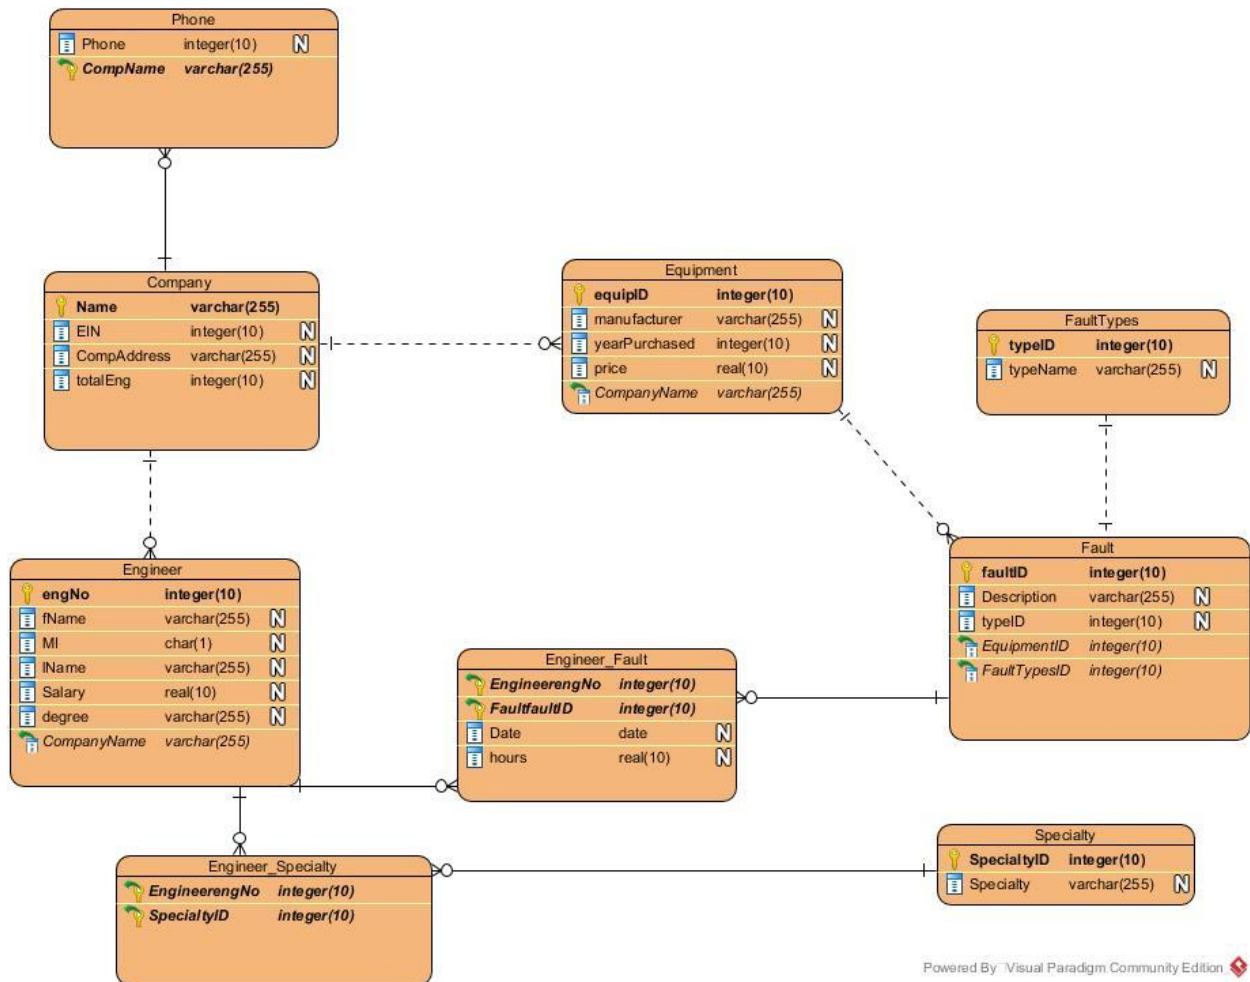 Phone
Phone integer(10) N
CompName varchar(255)
Company
Name varchar(255)
EIN integer(10) N
CompAddress varchar(255) N
totalEng integer(10) N
Equipment
equipID integer(10)
manufacturer varchar(255) N
yearPurchased integer(10) N
price real(10) N
CompanyName varchar(255)
FaultTypes
typeID integer(10)
typeName varchar(255) N
Engineer
engNo integer(10)
fName varchar(255) N
MI char(1) N
lName varchar(255) N
Salary real(10) N
degree varchar(255) N
CompanyName varchar(255)
Fault
faultID integer(10)
Description varchar(255) N
typeID integer(10) N
EquipmentID integer(10)
FaultTypesID integer(10)
Engineer_Fault
EngineerengNo integer(10)
FaultfaultID integer(10)
Date date N
hours real(10) N
Engineer_Specialty
EngineerengNo integer(10)
SpecialtyID integer(10)
Specialty
SpecialtyID integer(10)
Specialty varchar(255) N
Powered By Visual Paradigm Community Edition